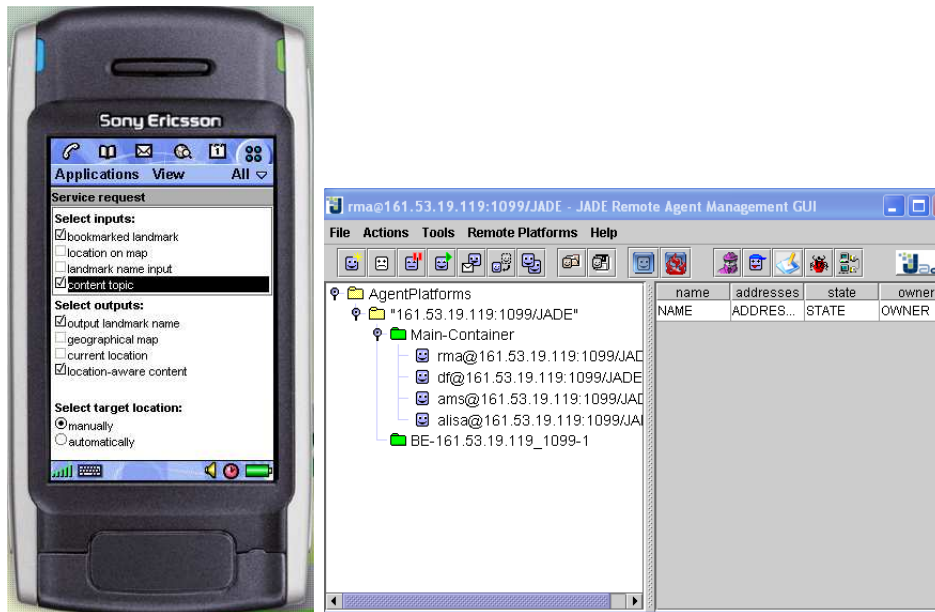 Sony Ericsson
Applications View All
Service request
Select inputs:
bookmarked landmark
location on map
landmark name input
content topic
Select outputs:
output landmark name
geographical map
current location
location-aware content
Select target location:
manually
automatically
rma@161.53.19.119:1099/JADE - JADE Remote Agent Management GUI
File Actions Tools Remote Platforms Help
AgentPlatforms
"161.53.19.119:1099/JADE"
Main-Container
rma@161.53.19.119:1099/JAD
df@161.53.19.119:1099/JADE
ams@161.53.19.119:1099/JAD
alisa@161.53.19.119:1099/JA
BE-161.53.19.119_1099-1
name addresses state owner
NAME ADDRES... STATE OWNER